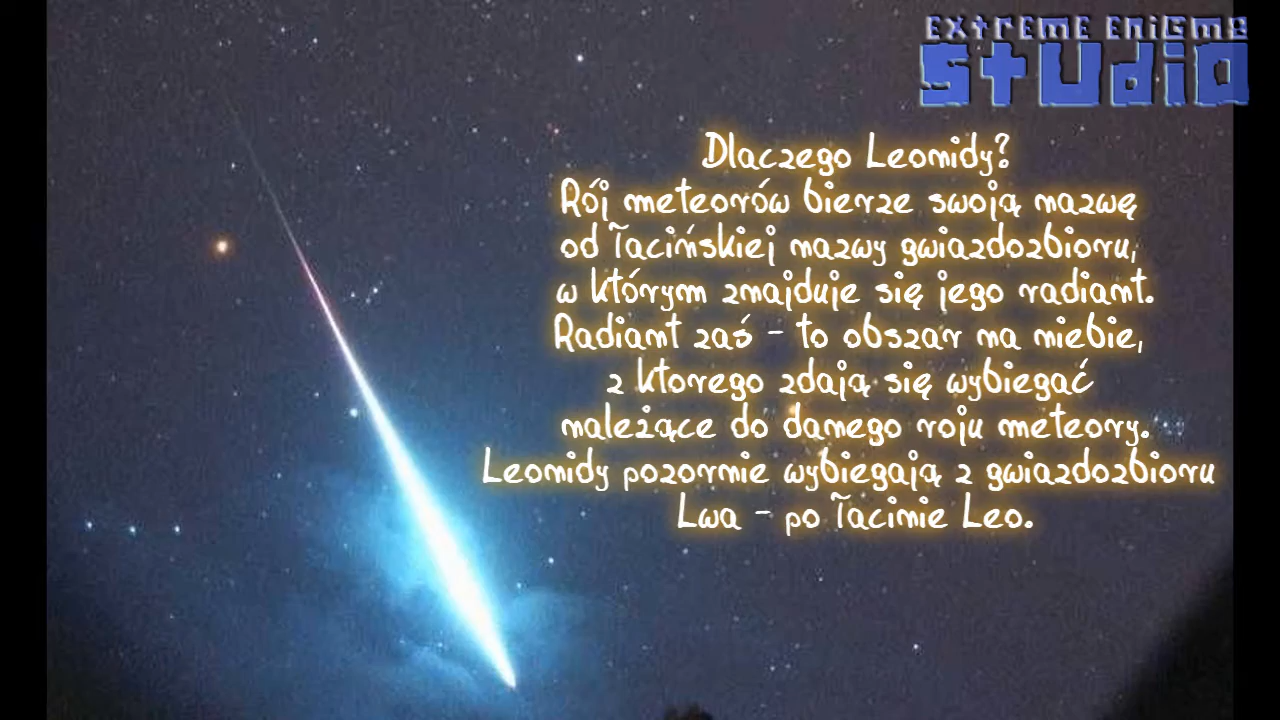 EXTREME ENIGMA
STUDIO
Dlaczego Leonidy?
Rój meteorów bierze swoją nazwę
od łacińskiej nazwy gwiazdozbioru,
w którym znajduje się jego radiant.
Radiant zaś - to obszar na niebie,
z ktorego zdają się wybiegać
należące do danego roju meteory.
Leonidy pozornie wybiegają z gwiazdozbioru
Lwa - po łacinie Leo.